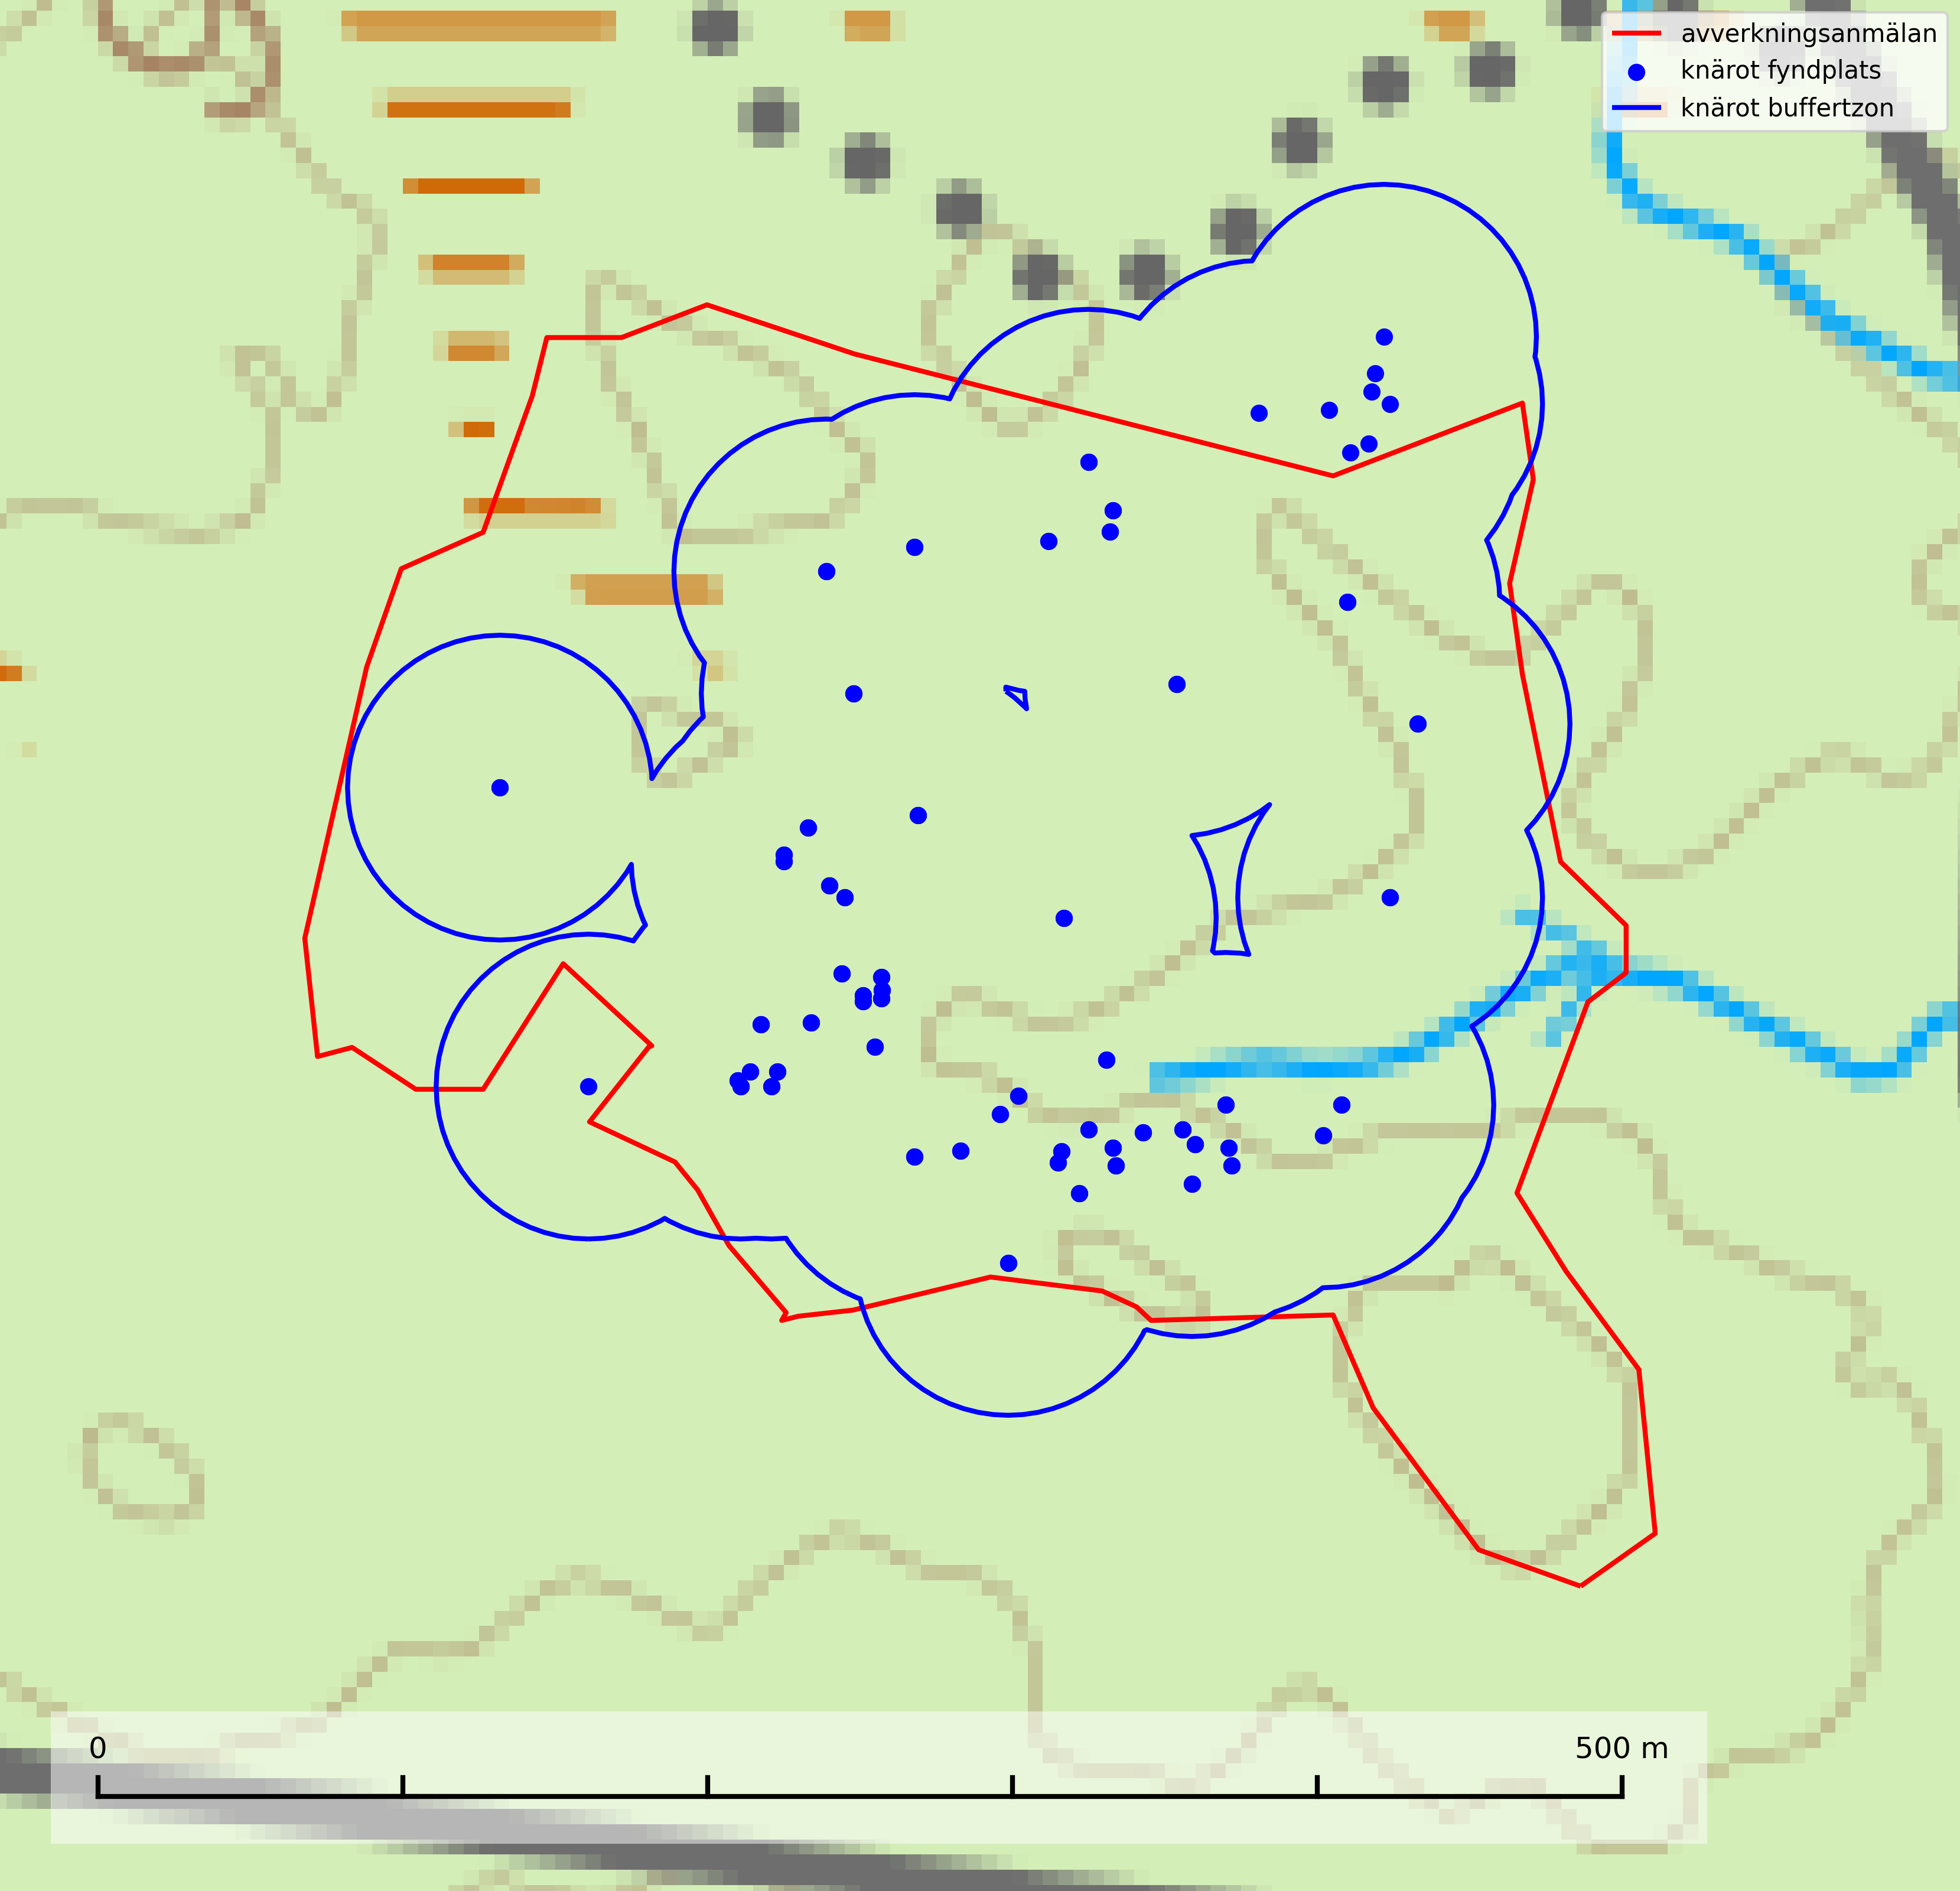 avverkningsanmälan
knärot fyndplats
knärot buffertzon
0 500 m